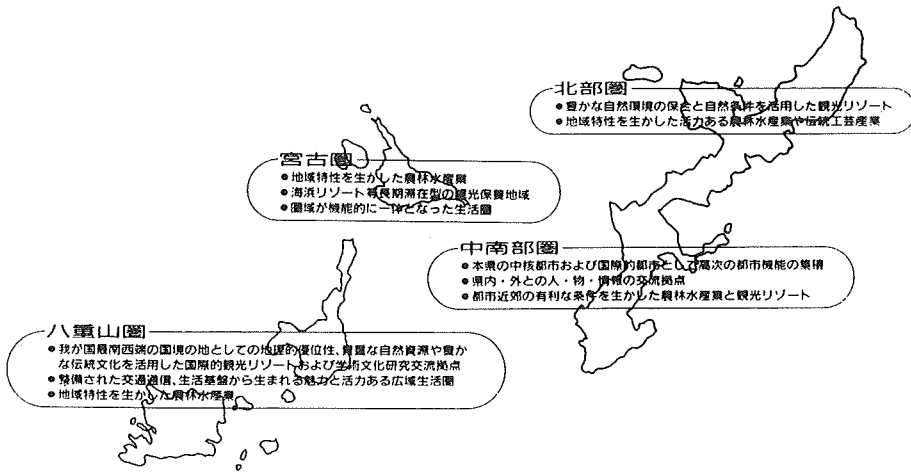 北部圏
●豊かな自然環境の保全と自然条件を活用した観光リゾート
●地域特性を生かした活力ある農林水産業や伝統工芸産業
宮古圏
●地域特性を生かした農林水産業
●海浜リゾート等長期滞在型の観光保養地域
●圏域が機能的に一体となった生活圏
中南部圏
●本県の中核都市および国際的都市として高次の都市機能の集積
●県内・外との人・物・情報の交流拠点
●都市近郊の有利な条件を生かした農林水産業と観光リゾート
八重山圏
●我が国最南西端の国境の地としての地理的優位性、豊富な自然資源や豊か
な伝統文化を活用した国際的観光リゾートおよび学術文化研究交流拠点
●整備された交通通信、生活基盤から生まれる魅力と活力ある広域生活圏
●地域特性を生かした農林水産業